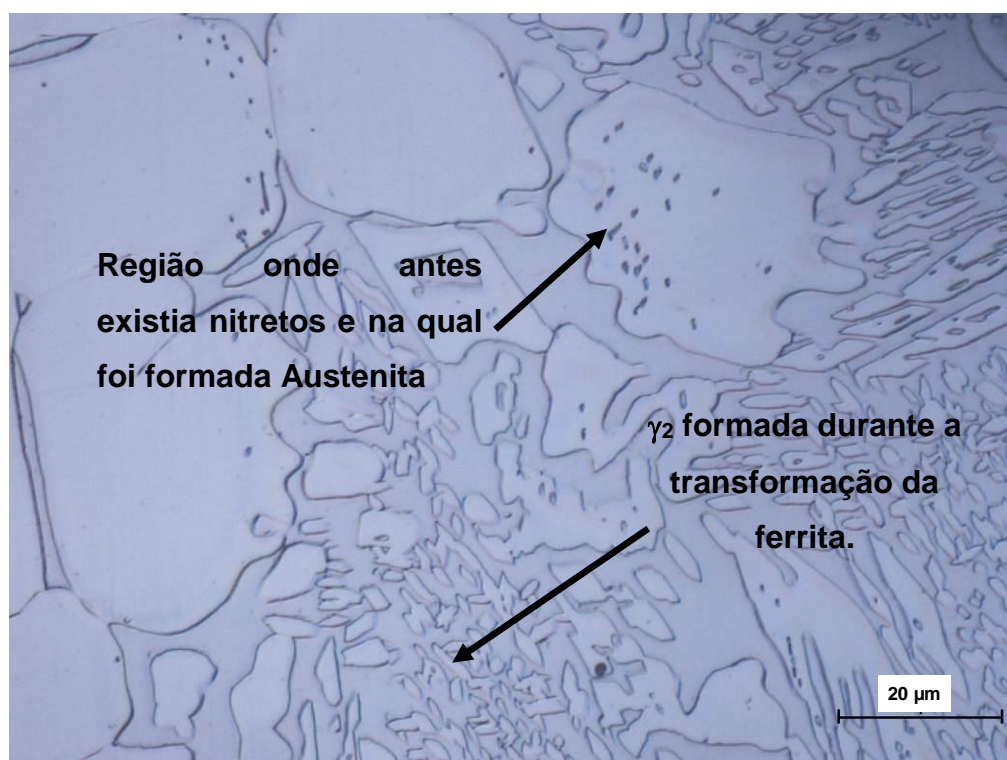 Região onde antes
existia nitretos e na qual
foi formada Austenita
γ2 formada durante a
transformação da
ferrita.
20 µm